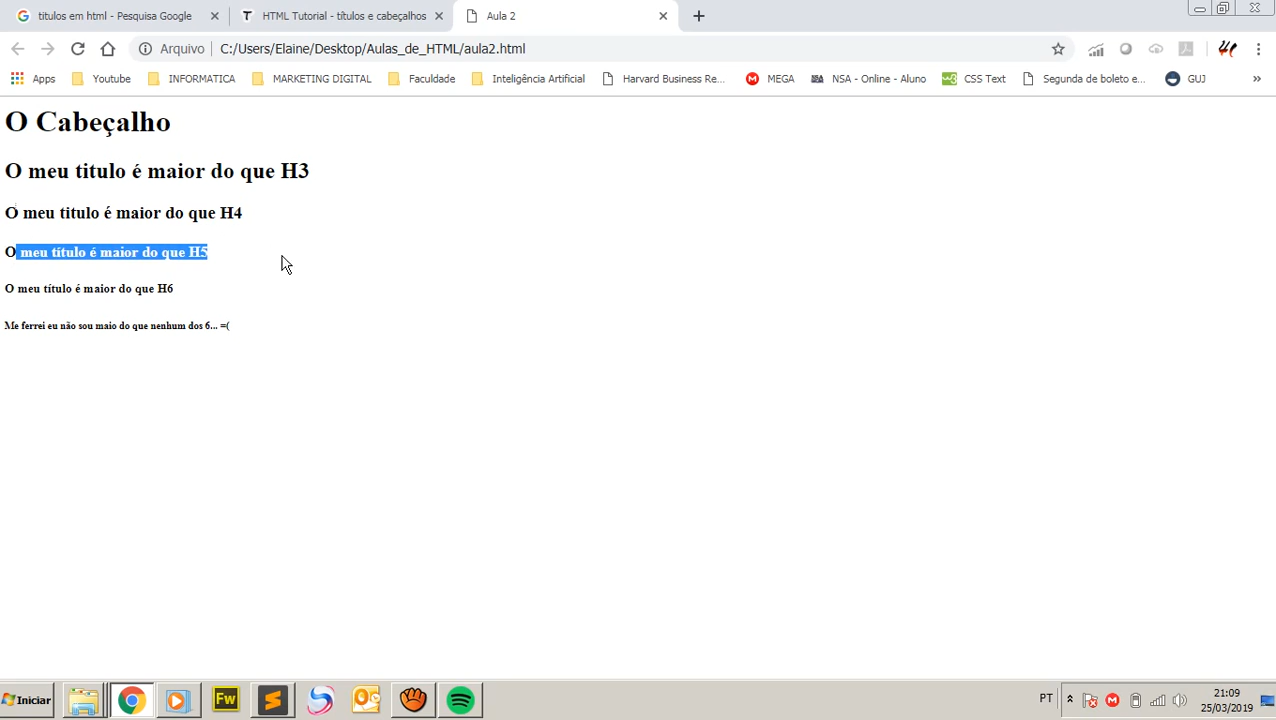 titulos em html - Pesquisa Google
HTML Tutorial - títulos e cabeçalhos
Aula 2
Arquivo
C:/Users/Elaine/Desktop/Aulas_de_HTML/aula2.html
Apps
Youtube
INFORMATICA
MARKETING DIGITAL
Faculdade
Inteligência Artificial
Harvard Business Re...
MEGA
NSA - Online - Aluno
CSS Text
Segunda de boleto e...
GUJ
»
O Cabeçalho
O meu titulo é maior do que H3
O meu titulo é maior do que H4
O meu título é maior do que H5
O meu título é maior do que H6
Me ferrei eu não sou maio do que nenhum dos 6... =(
Iniciar
Fw
PT
21:09
25/03/2019